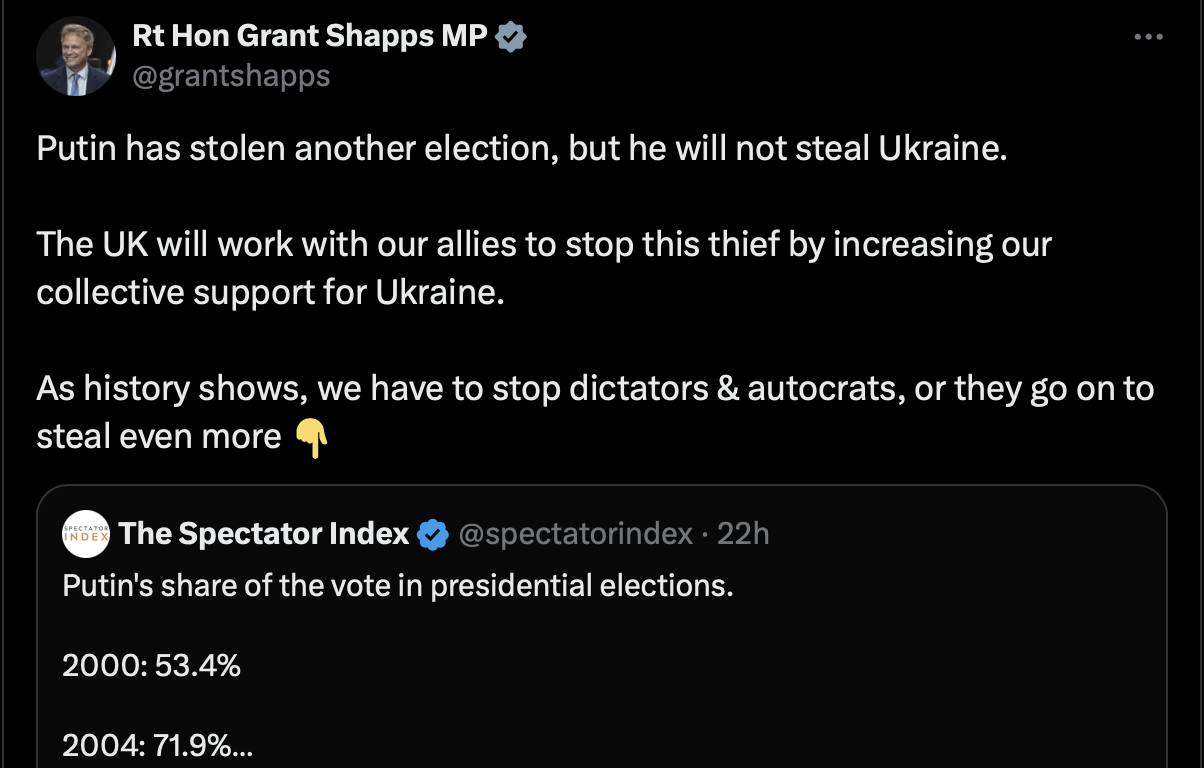 Rt Hon Grant Shapps MP
@grantshapps
Putin has stolen another election, but he will not steal Ukraine.
The UK will work with our allies to stop this thief by increasing our
collective support for Ukraine.
As history shows, we have to stop dictators & autocrats, or they go on to
steal even more 👇
SPECTATOR
INDEX
The Spectator Index @spectatorindex · 22h
Putin's share of the vote in presidential elections.
2000: 53.4%
2004: 71.9%...